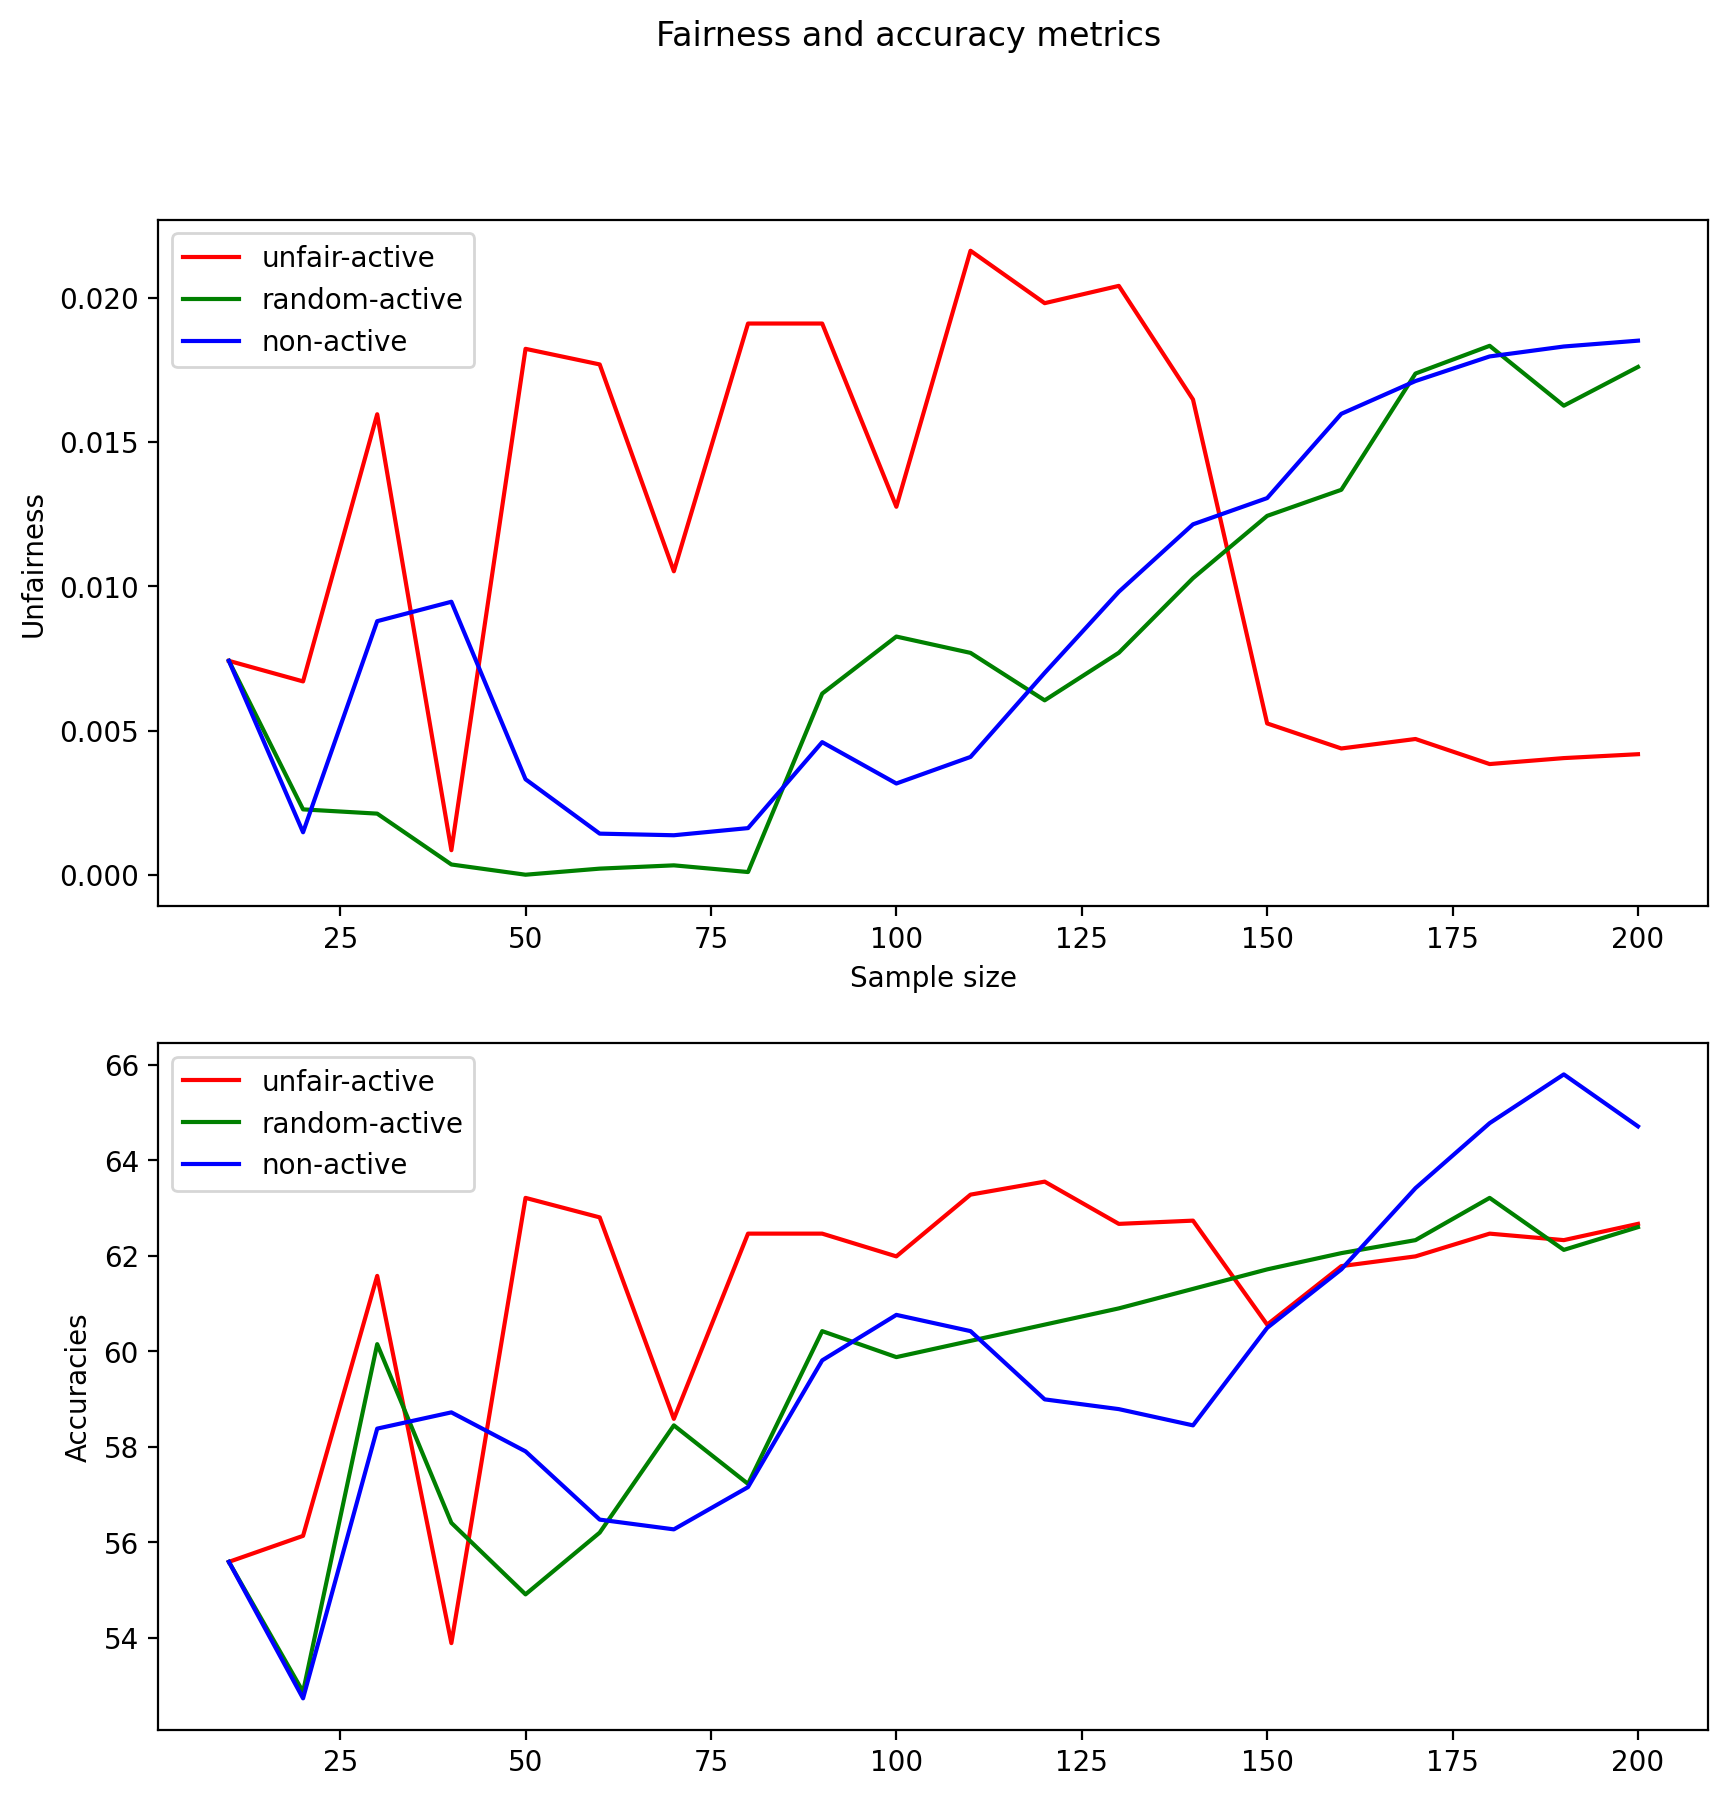 Fairness and accuracy metrics
unfair-active
random-active
non-active
0.020
0.015
0.010
0.005
0.000
Unfairness
25 50 75 100 125 150 175 200
Sample size
unfair-active
random-active
non-active
66
64
62
60
58
56
54
Accuracies
25 50 75 100 125 150 175 200